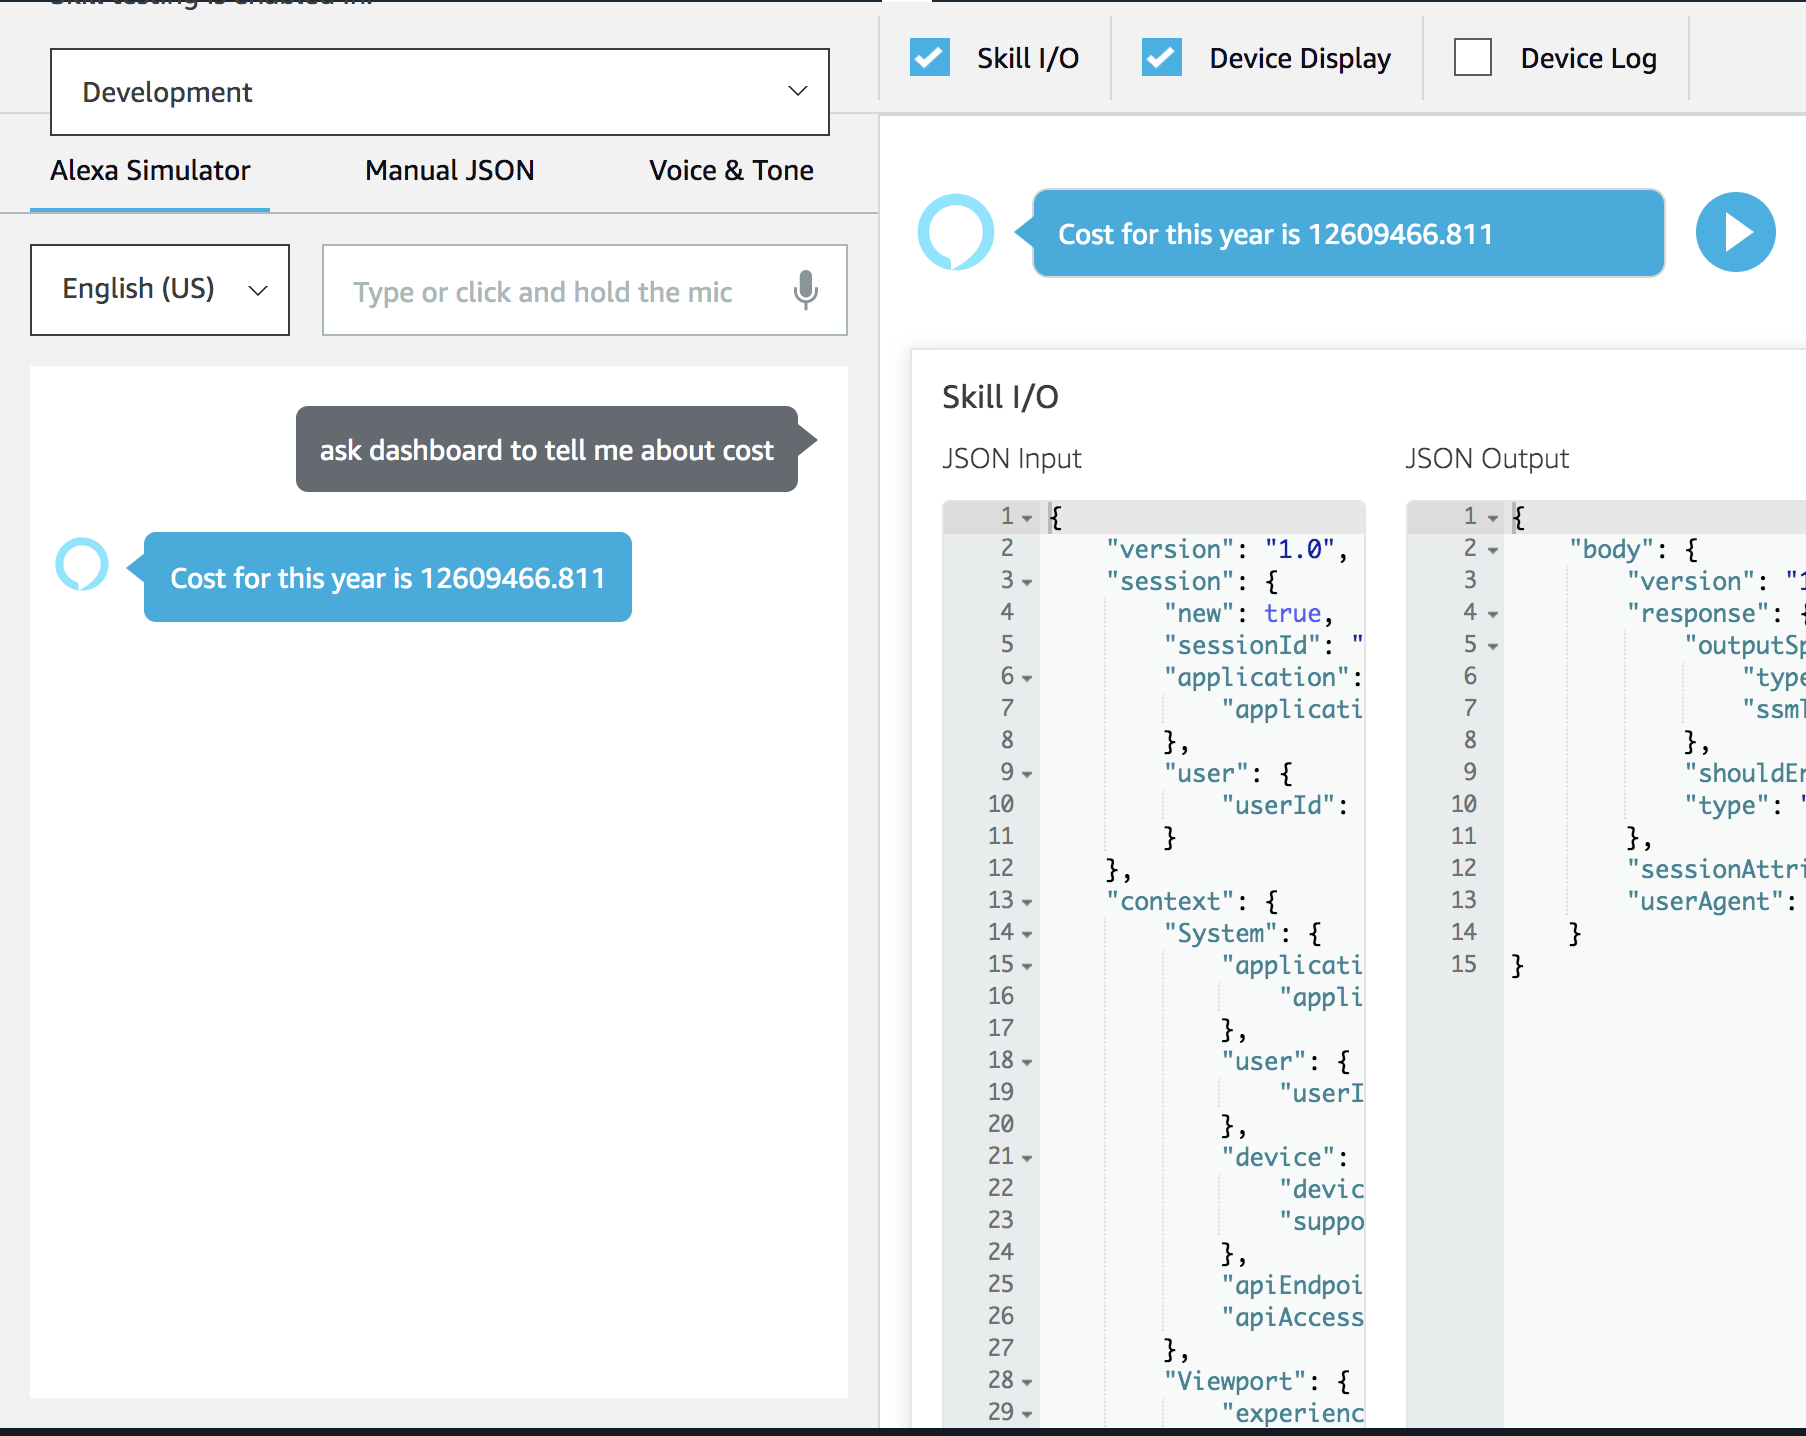 Skill testing is enabled in:
Development
Alexa Simulator Manual JSON Voice & Tone
English (US) Type or click and hold the mic
ask dashboard to tell me about cost
Cost for this year is 12609466.811
Skill I/O Device Display Device Log
Cost for this year is 12609466.811
Skill I/O
JSON Input
1 {
2 "version": "1.0",
3 "session": {
4 "new": true,
5 "sessionId": "
6 "application":
7 "applicati
8 },
9 "user": {
10 "userId":
11 }
12 },
13 "context": {
14 "System": {
15 "applicati
16 "appli
17 },
18 "user": {
19 "userI
20 },
21 "device":
22 "devic
23 "suppo
24 },
25 "apiEndpoi
26 "apiAccess
27 },
28 "Viewport": {
29 "experienc
JSON Output
1 {
2 "body": {
3 "version": "1
4 "response": {
5 "outputSp
6 "type
7 "ssml
8 },
9 "shouldEn
10 "type": "
11 },
12 "sessionAttri
13 "userAgent":
14 }
15 }